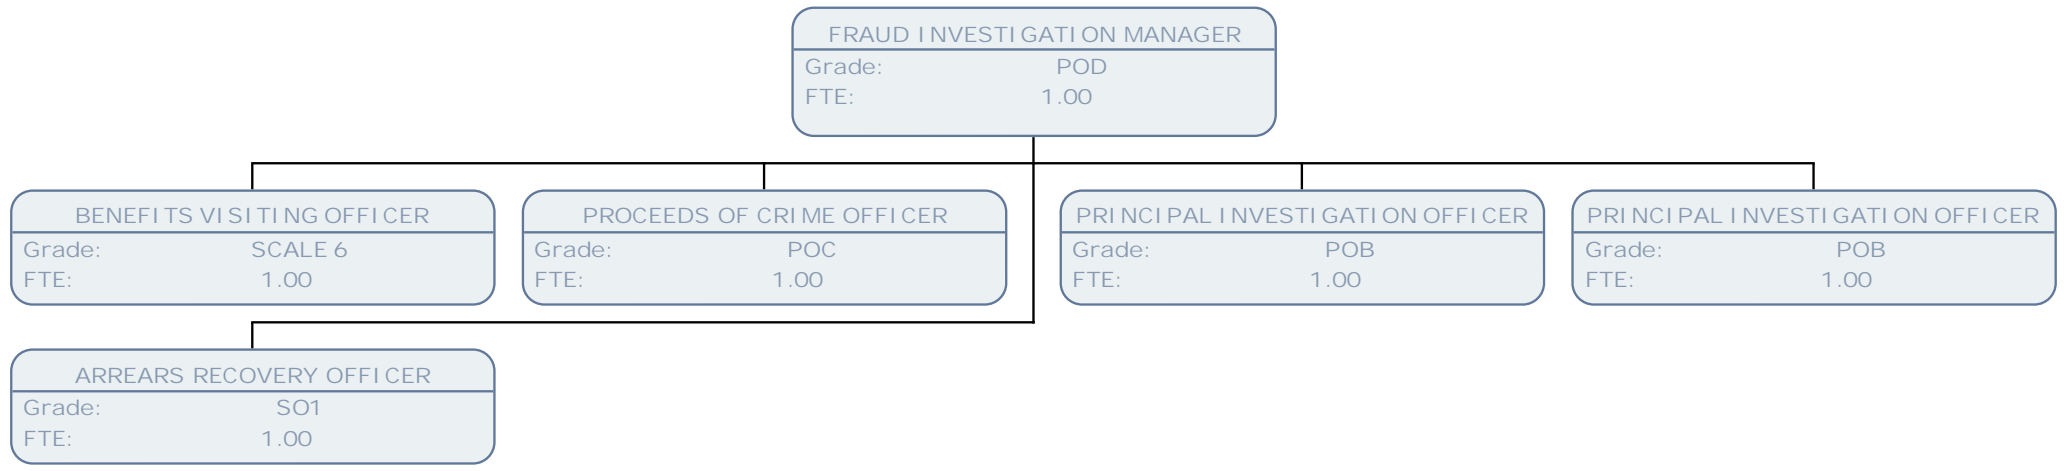 FRAUD INVESTIGATION MANAGER
Grade: POD
FTE: 1.00
BENEFITS VISITING OFFICER
Grade: SCALE 6
FTE: 1.00
PROCEEDS OF CRIME OFFICER
Grade: POC
FTE: 1.00
PRINCIPAL INVESTIGATION OFFICER
Grade: POB
FTE: 1.00
PRINCIPAL INVESTIGATION OFFICER
Grade: POB
FTE: 1.00
ARREARS RECOVERY OFFICER
Grade: SO1
FTE: 1.00